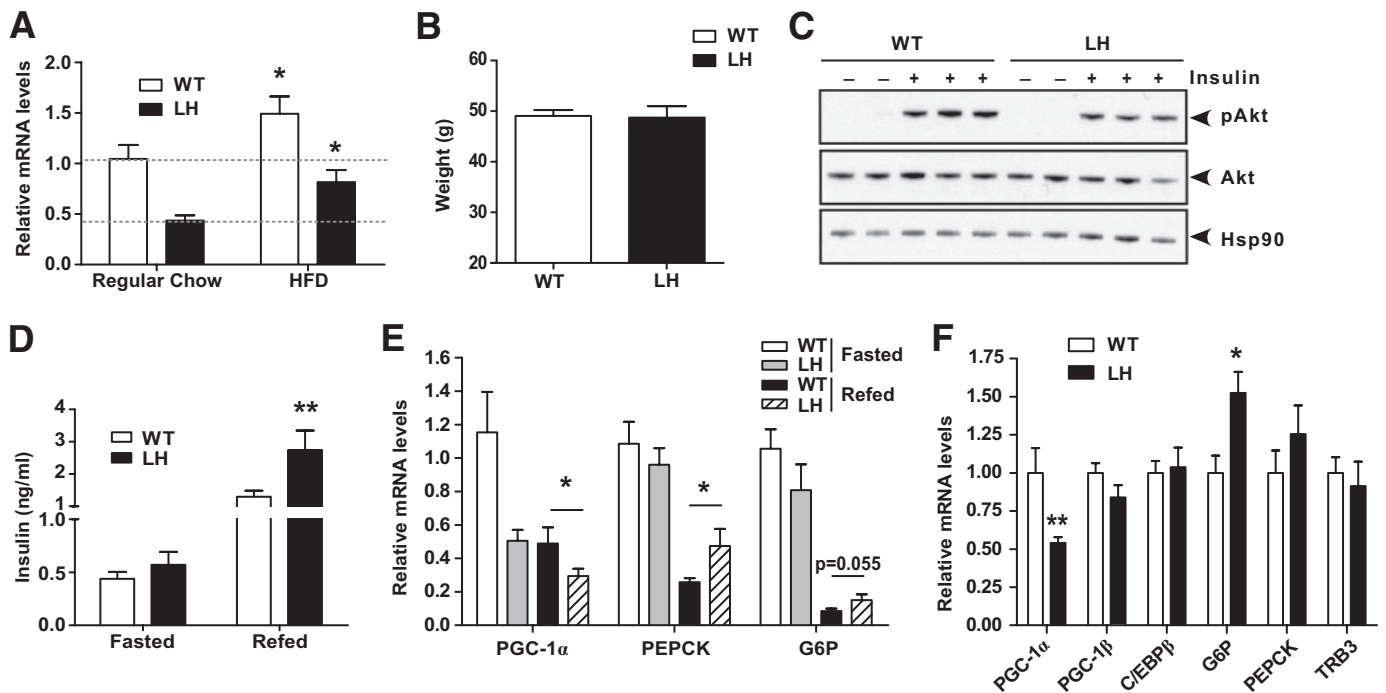 A
Relative mRNA levels
2.0
1.5
1.0
0.5
0.0
WT
LH
*
*
Regular Chow
HFD
B
Weight (g)
60
50
40
30
20
WT
LH
WT
LH
C
WT
LH
– – + + + – – + + + Insulin
pAkt
Akt
Hsp90
D
Insulin (ng/ml)
4
3
2
1
1.0
0.5
0.0
WT
LH
**
Fasted
Refed
E
Relative mRNA levels
1.6
1.4
1.2
1.0
0.8
0.6
0.4
0.2
0.0
WT
LH
Fasted
WT
LH
Refed
*
*
p=0.055
PGC-1α
PEPCK
G6P
F
Relative mRNA levels
1.75
1.50
1.25
1.00
0.75
0.50
0.25
0.00
WT
LH
**
*
PGC-1α
PGC-1β
C/EBPβ
G6P
PEPCK
TRB3